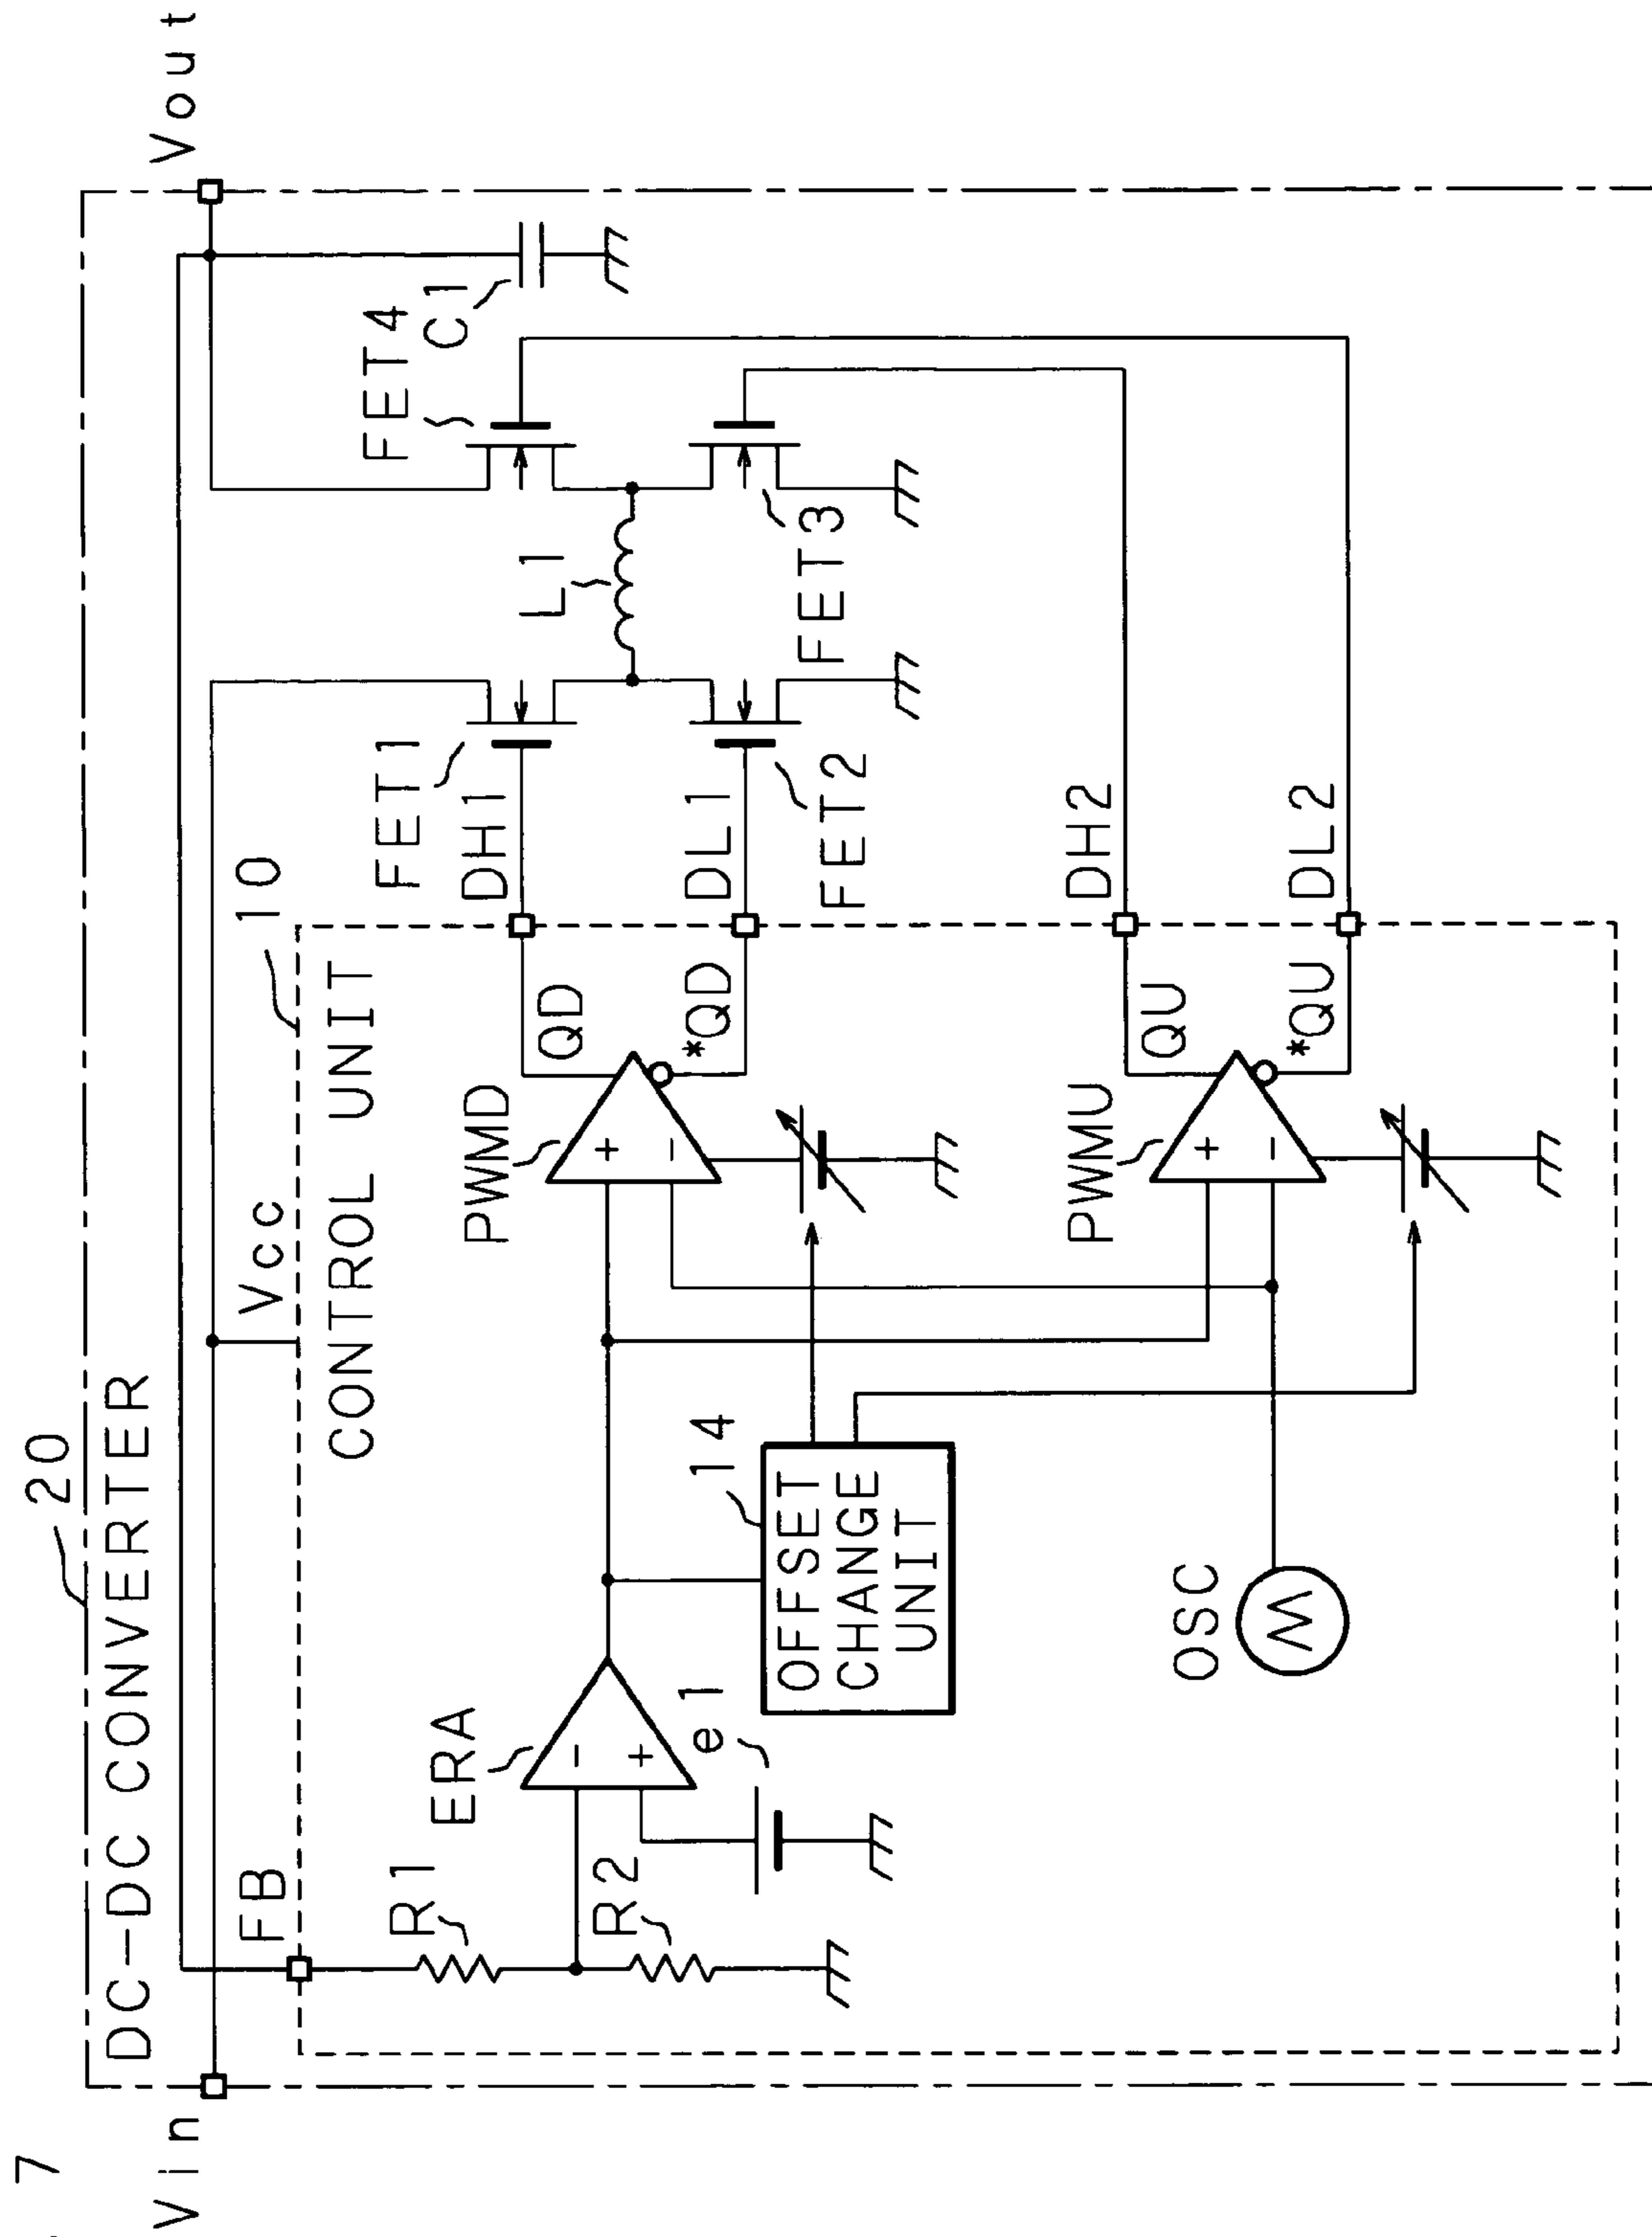 7
20
DC-DC CONVERTER
Vin
Vout
Vcc
10
FB
CONTROL UNIT
R1
R2
ERA
e1
14
OFFSET
CHANGE
UNIT
OSC
PWMD
+
-
-
+
QD
*QD
PWMU
+
-
QU
*QU
DH1
DL1
DH2
DL2
FET1
FET2
L1
FET4
C1
FET3